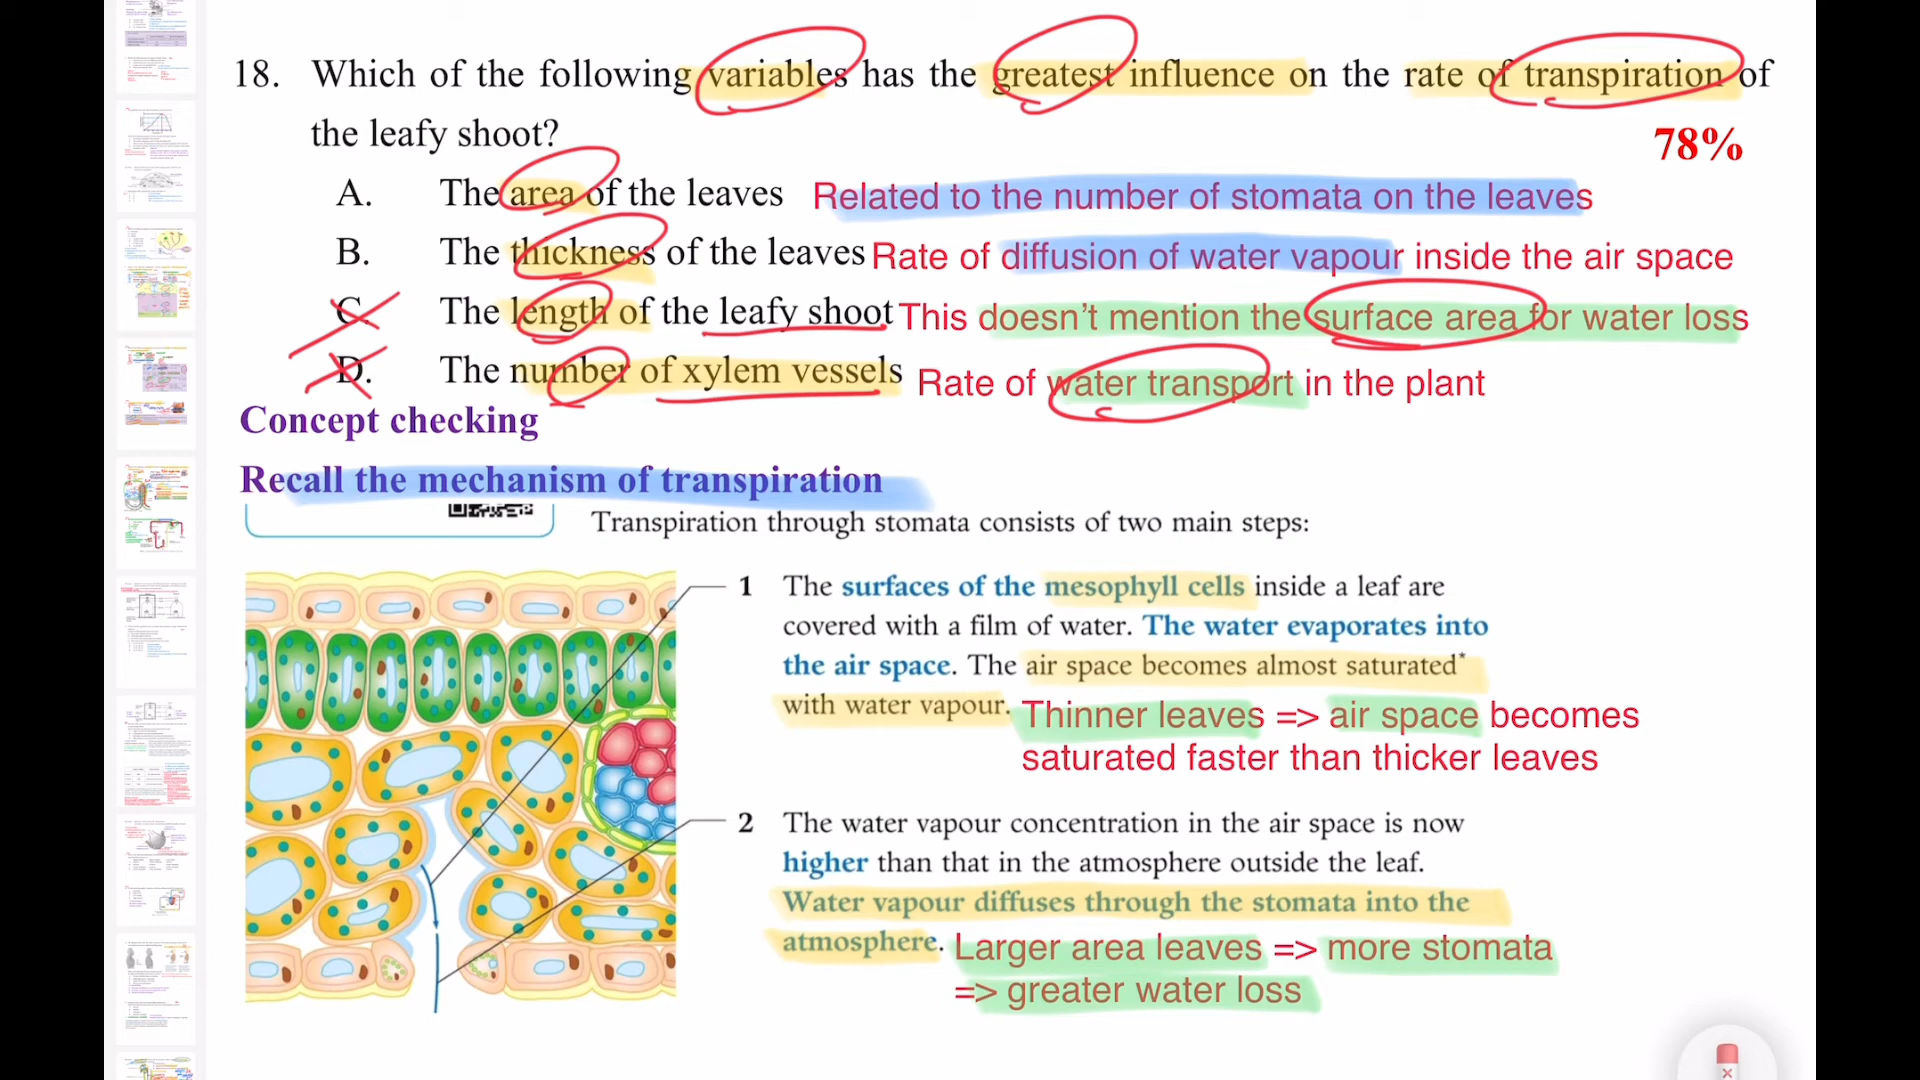 18. Which of the following variables has the greatest influence on the rate of transpiration of
the leafy shoot?
78%
A. The area of the leaves Related to the number of stomata on the leaves
B. The thickness of the leaves Rate of diffusion of water vapour inside the air space
C. The length of the leafy shoot This doesn't mention the surface area for water loss
D. The number of xylem vessels Rate of water transport in the plant
Concept checking
Recall the mechanism of transpiration
Transpiration through stomata consists of two main steps:
1 The surfaces of the mesophyll cells inside a leaf are
covered with a film of water. The water evaporates into
the air space. The air space becomes almost saturated*
with water vapour. Thinner leaves => air space becomes
saturated faster than thicker leaves
2 The water vapour concentration in the air space is now
higher than that in the atmosphere outside the leaf.
Water vapour diffuses through the stomata into the
atmosphere. Larger area leaves => more stomata
=> greater water loss